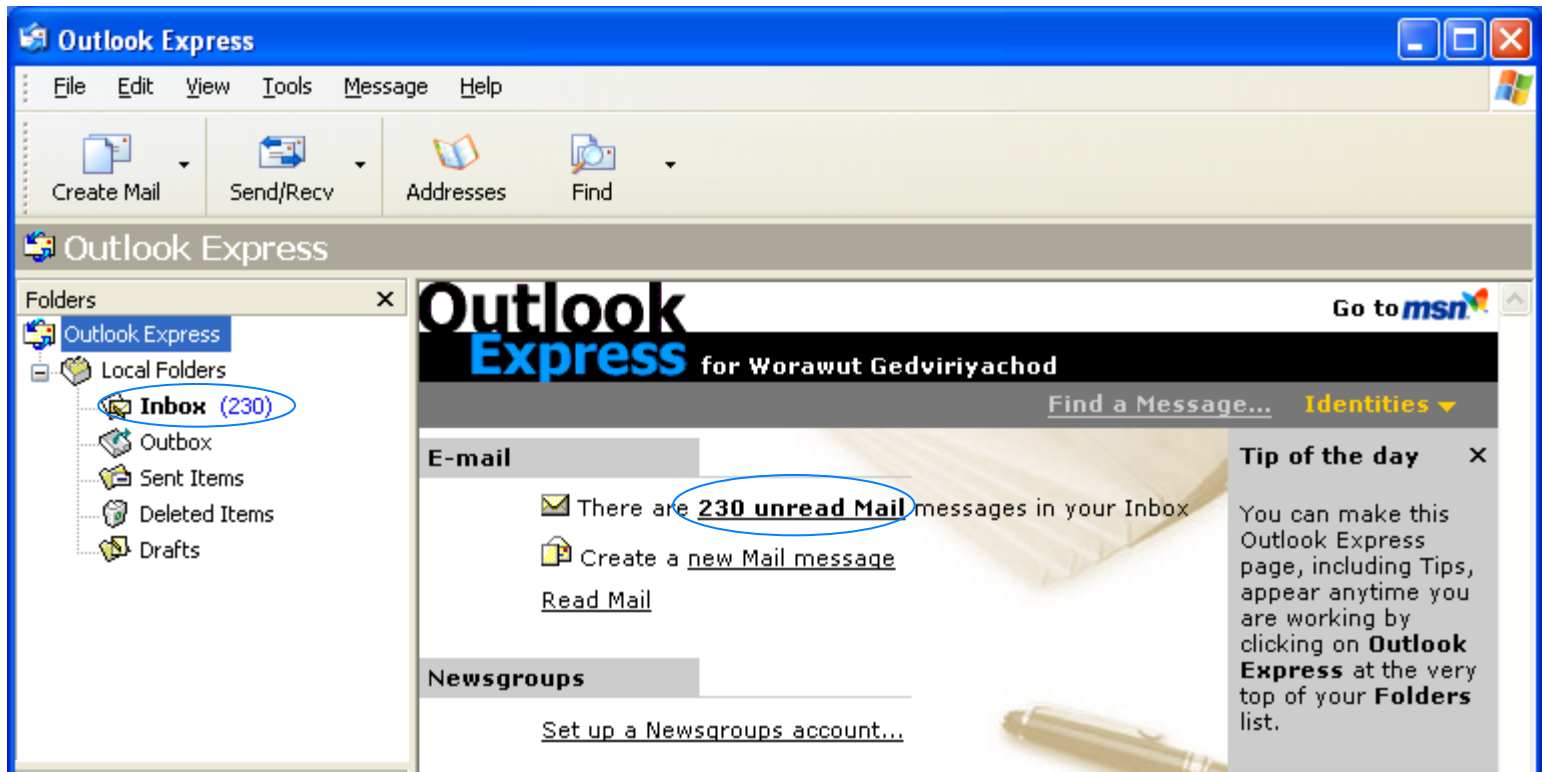 Outlook Express
File Edit View Tools Message Help
Create Mail Send/Recv Addresses Find
Outlook Express
Folders
Outlook Express
Local Folders
Inbox (230)
Outbox
Sent Items
Deleted Items
Drafts
Outlook
Express for Worawut Gedviriyachod
Go to msn
Find a Message... Identities
E-mail
There are 230 unread Mail messages in your Inbox
Create a new Mail message
Read Mail
Newsgroups
Set up a Newsgroups account...
Tip of the day
You can make this
Outlook Express
page, including Tips,
appear anytime you
are working by
clicking on Outlook
Express at the very
top of your Folders
list.